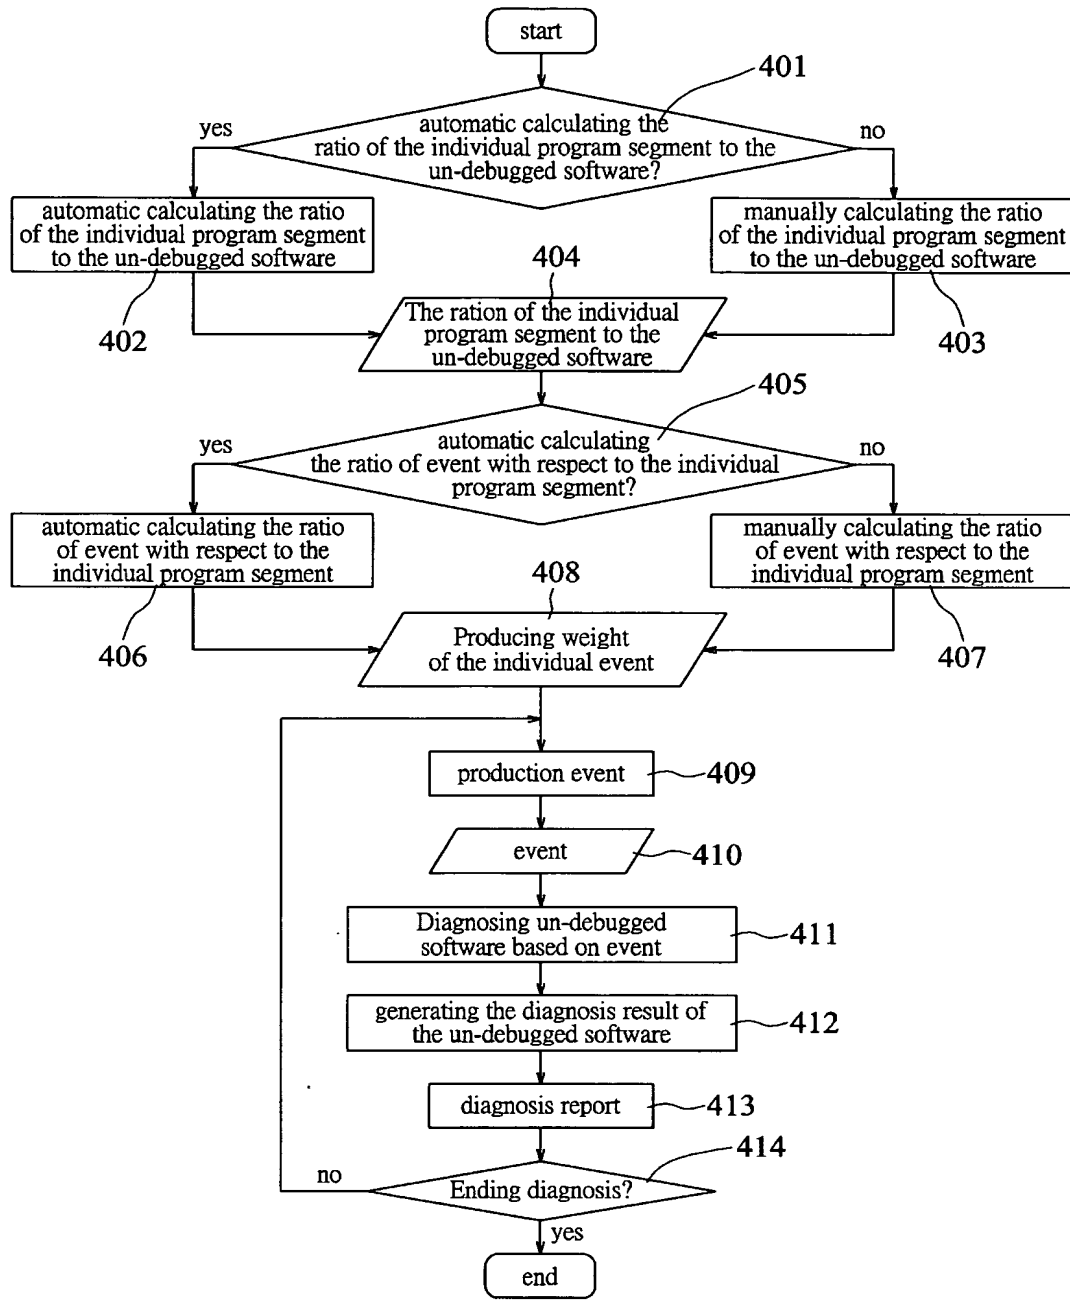 start
401
automatic calculating the
ratio of the individual program segment to the
un-debugged software?
yes
no
automatic calculating the ratio
of the individual program segment
to the un-debugged software
402
manually calculating the ratio
of the individual program segment
to the un-debugged software
403
404
The ration of the individual
program segment to the
un-debugged software
405
automatic calculating
the ratio of event with respect to the individual
program segment?
yes
no
automatic calculating the ratio
of event with respect to the
individual program segment
406
manually calculating the ratio
of event with respect to the
individual program segment
407
408
Producing weight
of the individual event
production event
409
event
410
Diagnosing un-debugged
software based on event
411
generating the diagnosis result of
the un-debugged software
412
diagnosis report
413
414
Ending diagnosis?
no
yes
end